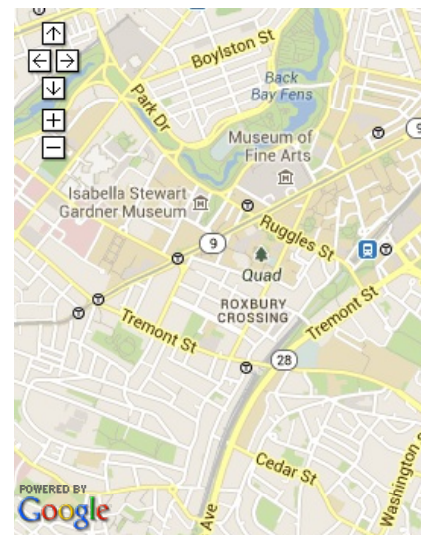 Boylston St
Back
Bay Fens
Park Dr
Museum of
Fine Arts
9
Isabella Stewart
Gardner Museum
Ruggles St
9
Quad
ROXBURY
CROSSING
Tremont St
Tremont St
28
Cedar St
Washington
Ave
POWERED BY
Google